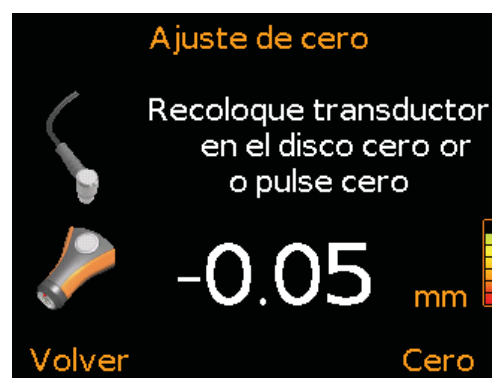 Ajuste de cero
Recoloque transductor
en el disco cero or
o pulse cero
-0.05 mm
Volver Cero